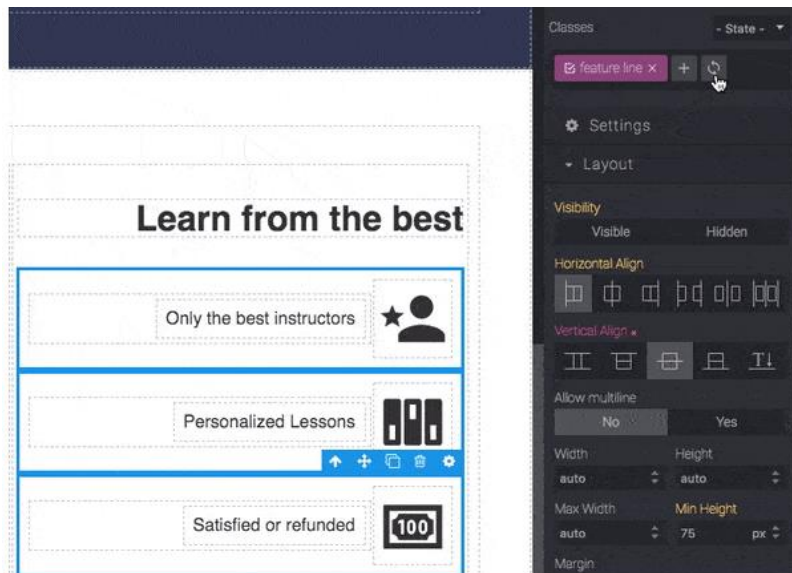 Learn from the best
Only the best instructors
Personalized Lessons
Satisfied or refunded
100
Classes
- State -
feature line ×
Settings
Layout
Visibility
Visible Hidden
Horizontal Align
Vertical Align
Allow multiline
No Yes
Width Height
auto auto
Max Width Min Height
auto 75 px
Margin